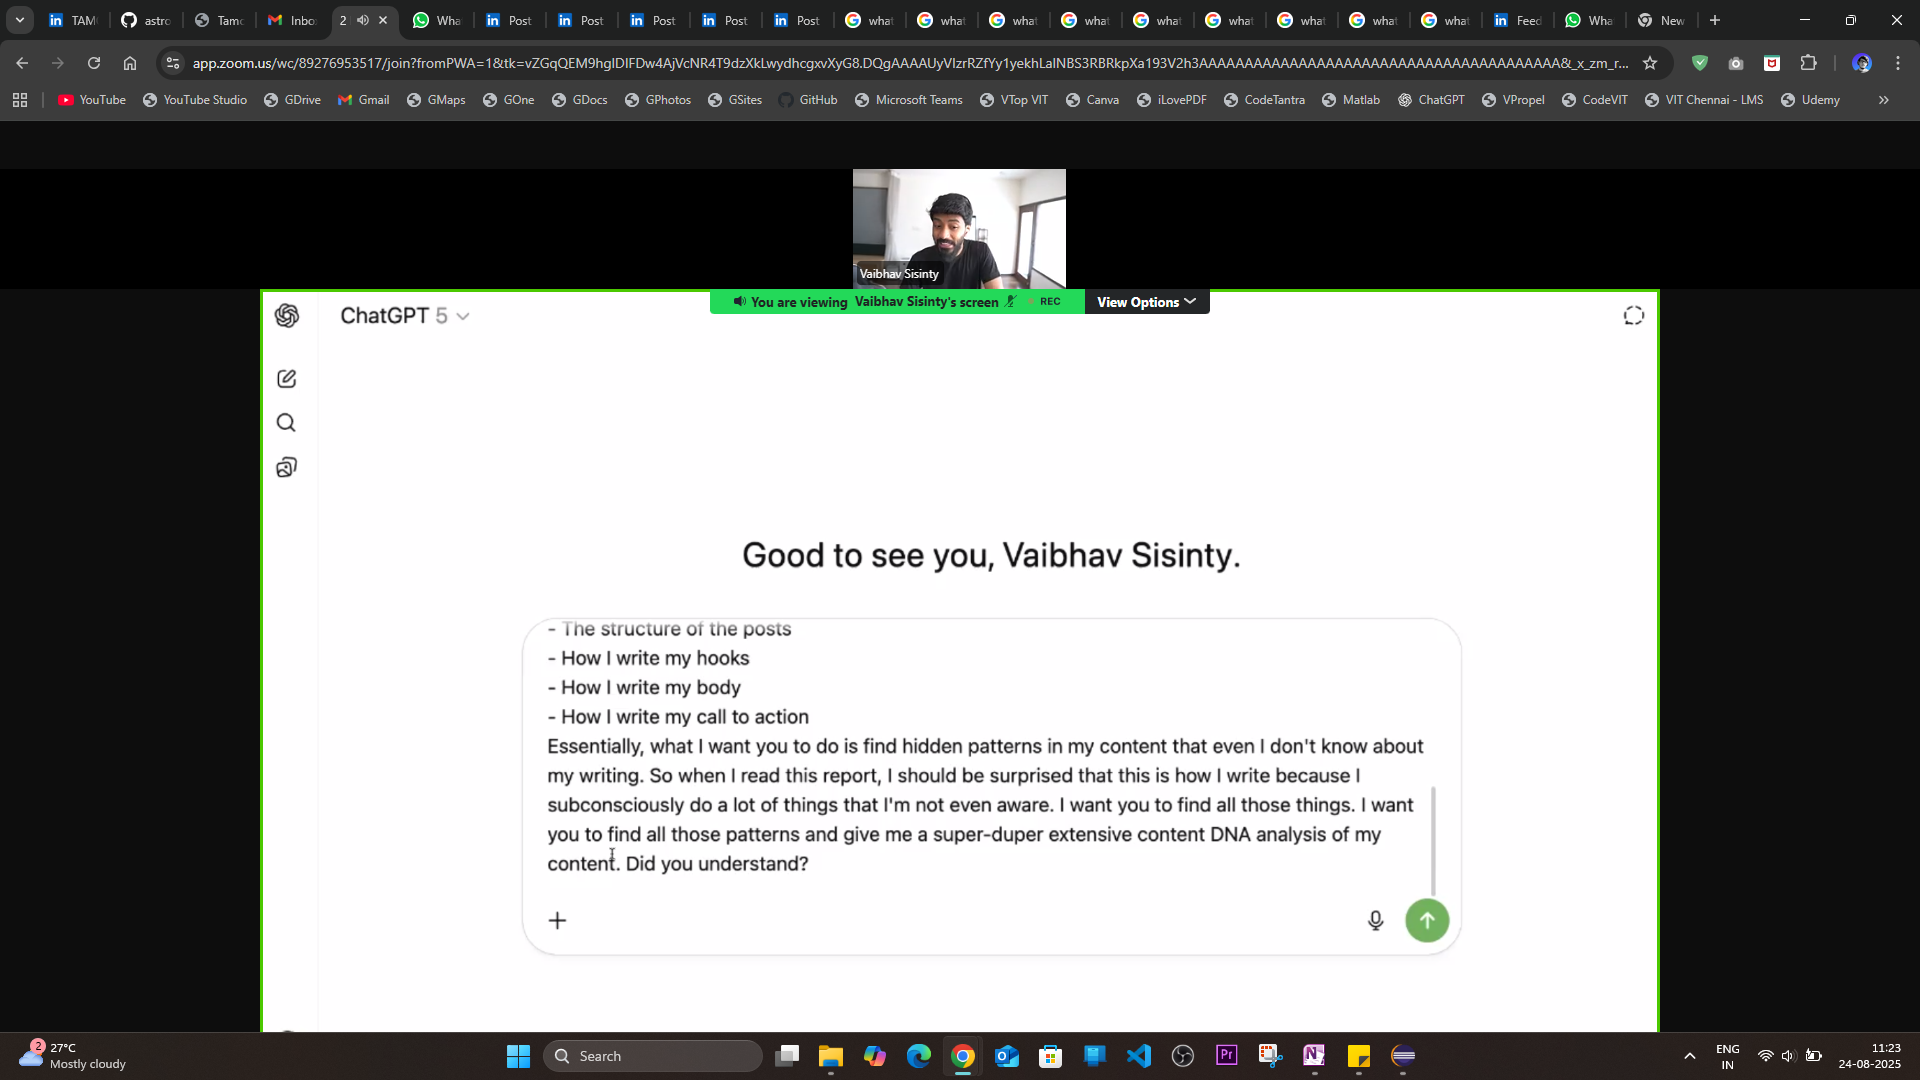 TAM
astro
Tamc
Inbo
2
Wha
Post
Post
Post
Post
Post
what
what
what
what
what
what
what
what
what
Feed
Wha
New
app.zoom.us/wc/89276953517/join?fromPWA=1&tk=vZGqQEM9hgIDIFDw4AjVcNR4T9dzXkLwydhcgxvXyG8.DQgAAAAUyVIzrRZfYy1yekhLaINBS3RBRkpXa193V2h3AAAAAAAAAAAAAAAAAAAAAAAAAAAAAAAAAAAAAAAA&_x_zm_r...
YouTube
YouTube Studio
GDrive
Gmail
GMaps
GOne
GDocs
GPhotos
GSites
GitHub
Microsoft Teams
VTop VIT
Canva
iLovePDF
CodeTantra
Matlab
ChatGPT
VPropel
CodeVIT
VIT Chennai - LMS
Udemy
Vaibhav Sisinty
You are viewing Vaibhav Sisinty's screen
REC
View Options
ChatGPT 5
Good to see you, Vaibhav Sisinty.
- The structure of the posts
- How I write my hooks
- How I write my body
- How I write my call to action
Essentially, what I want you to do is find hidden patterns in my content that even I don't know about
my writing. So when I read this report, I should be surprised that this is how I write because I
subconsciously do a lot of things that I'm not even aware. I want you to find all those things. I want
you to find all those patterns and give me a super-duper extensive content DNA analysis of my
content. Did you understand?
2
27°C
Mostly cloudy
Search
Pr
ENG
IN
11:23
24-08-2025